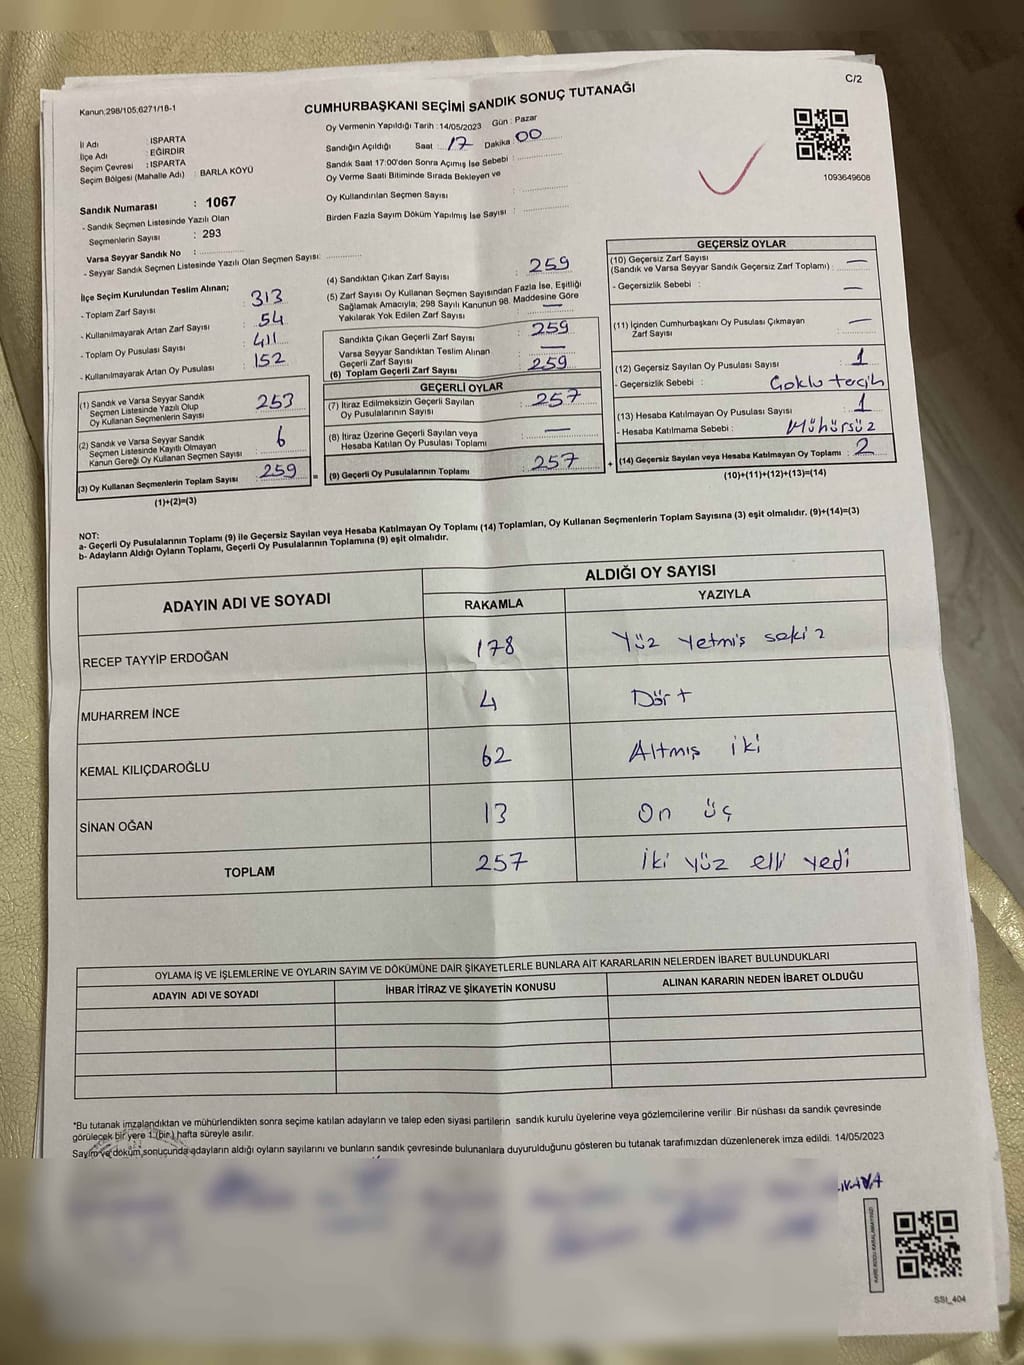 Kanun:298/105;6271/18-1
C/2
CUMHURBAŞKANI SEÇİMİ SANDIK SONUÇ TUTANAĞI
İl Adı : ISPARTA
İlçe Adı : EĞİRDİR
Seçim Çevresi : ISPARTA
Seçim Bölgesi (Mahalle Adı) : BARLA KÖYÜ
Oy Vermenin Yapıldığı Tarih :14/05/2023 Gün : Pazar
Sandığın Açıldığı Saat : 17 Dakika : 00
Sandık Saat 17:00'den Sonra Açımış İse Sebebi :
Oy Verme Saati Bitiminde Sırada Bekleyen ve
Oy Kullandırılan Seçmen Sayısı :
Birden Fazla Sayım Döküm Yapılmış İse Sayısı :
1093649608
Sandık Numarası : 1067
- Sandık Seçmen Listesinde Yazılı Olan
Seçmenlerin Sayısı : 293
Varsa Seyyar Sandık No :
- Seyyar Sandık Seçmen Listesinde Yazılı Olan Seçmen Sayısı:
İlçe Seçim Kurulundan Teslim Alınan;
- Toplam Zarf Sayısı 313
- Kullanılmayarak Artan Zarf Sayısı 54
- Toplam Oy Pusulası Sayısı 411
- Kullanılmayarak Artan Oy Pusulası 152
(1) Sandık ve Varsa Seyyar Sandık
Seçmen Listesinde Yazılı Olup
Oy Kullanan Seçmenlerin Sayısı 253
(2) Sandık ve Varsa Seyyar Sandık
Seçmen Listesinde Kayıtlı Olmayan
Kanun Gereği Oy Kullanan Seçmen Sayısı 6
(3) Oy Kullanan Seçmenlerin Toplam Sayısı 259
(1)+(2)=(3)
(4) Sandıktan Çıkan Zarf Sayısı : 259
(5) Zarf Sayısı Oy Kullanan Seçmen Sayısından Fazla İse, Eşitliği
Sağlamak Amacıyla; 298 Sayılı Kanunun 98. Maddesine Göre
Yakılarak Yok Edilen Zarf Sayısı : —
Sandıkta Çıkan Geçerli Zarf Sayısı : 259
Varsa Seyyar Sandıktan Teslim Alınan
Geçerli Zarf Sayısı : —
(6) Toplam Geçerli Zarf Sayısı : 259
GEÇERLİ OYLAR
(7) İtiraz Edilmeksizin Geçerli Sayılan
Oy Pusulalarının Sayısı : 257
(8) İtiraz Üzerine Geçerli Sayılan veya
Hesaba Katılan Oy Pusulası Toplamı : —
= (9) Geçerli Oy Pusulalarının Toplamı : 257
GEÇERSİZ OYLAR
(10) Geçersiz Zarf Sayısı
(Sandık ve Varsa Seyyar Sandık Geçersiz Zarf Toplamı) : —
- Geçersizlik Sebebi : —
(11) İçinden Cumhurbaşkanı Oy Pusulası Çıkmayan
Zarf Sayısı : —
(12) Geçersiz Sayılan Oy Pusulası Sayısı : 1
- Geçersizlik Sebebi : Çoklu tecih
(13) Hesaba Katılmayan Oy Pusulası Sayısı : 1
- Hesaba Katılmama Sebebi : Mühürsüz
+ (14) Geçersiz Sayılan veya Hesaba Katılmayan Oy Toplamı : 2
(10)+(11)+(12)+(13)=(14)
NOT:
a- Geçerli Oy Pusulalarının Toplamı (9) ile Geçersiz Sayılan veya Hesaba Katılmayan Oy Toplamı (14) Toplamları, Oy Kullanan Seçmenlerin Toplam Sayısına (3) eşit olmalıdır. (9)+(14)=(3)
b- Adayların Aldığı Oyların Toplamı, Geçerli Oy Pusulalarının Toplamına (9) eşit olmalıdır.
ADAYIN ADI VE SOYADI
ALDIĞI OY SAYISI
RAKAMLA YAZIYLA
RECEP TAYYİP ERDOĞAN 178 Yüz Yetmiş sekiz
MUHARREM İNCE 4 Dört
KEMAL KILIÇDAROĞLU 62 Altmış iki
SİNAN OĞAN 13 On üç
TOPLAM 257 İki yüz elli yedi
OYLAMA İŞ VE İŞLEMLERİNE VE OYLARIN SAYIM VE DÖKÜMÜNE DAİR ŞİKAYETLERLE BUNLARA AİT KARARLARIN NELERDEN İBARET BULUNDUKLARI
ADAYIN ADI VE SOYADI İHBAR İTİRAZ VE ŞİKAYETİN KONUSU ALINAN KARARIN NEDEN İBARET OLDUĞU
*Bu tutanak imzalandıktan ve mühürlendikten sonra seçime katılan adayların ve talep eden siyasi partilerin sandık kurulu üyelerine veya gözlemcilerine verilir Bir nüshası da sandık çevresinde
görülecek bir yere 1 (bir) hafta süreyle asılır.
Sayım ve döküm sonucunda adayların aldığı oyların sayılarını ve bunların sandık çevresinde bulunanlara duyurulduğunu gösteren bu tutanak tarafımızdan düzenlenerek imza edildi. 14/05/2023
KARE KODU KARALAMAYINIZ!
SSI_404